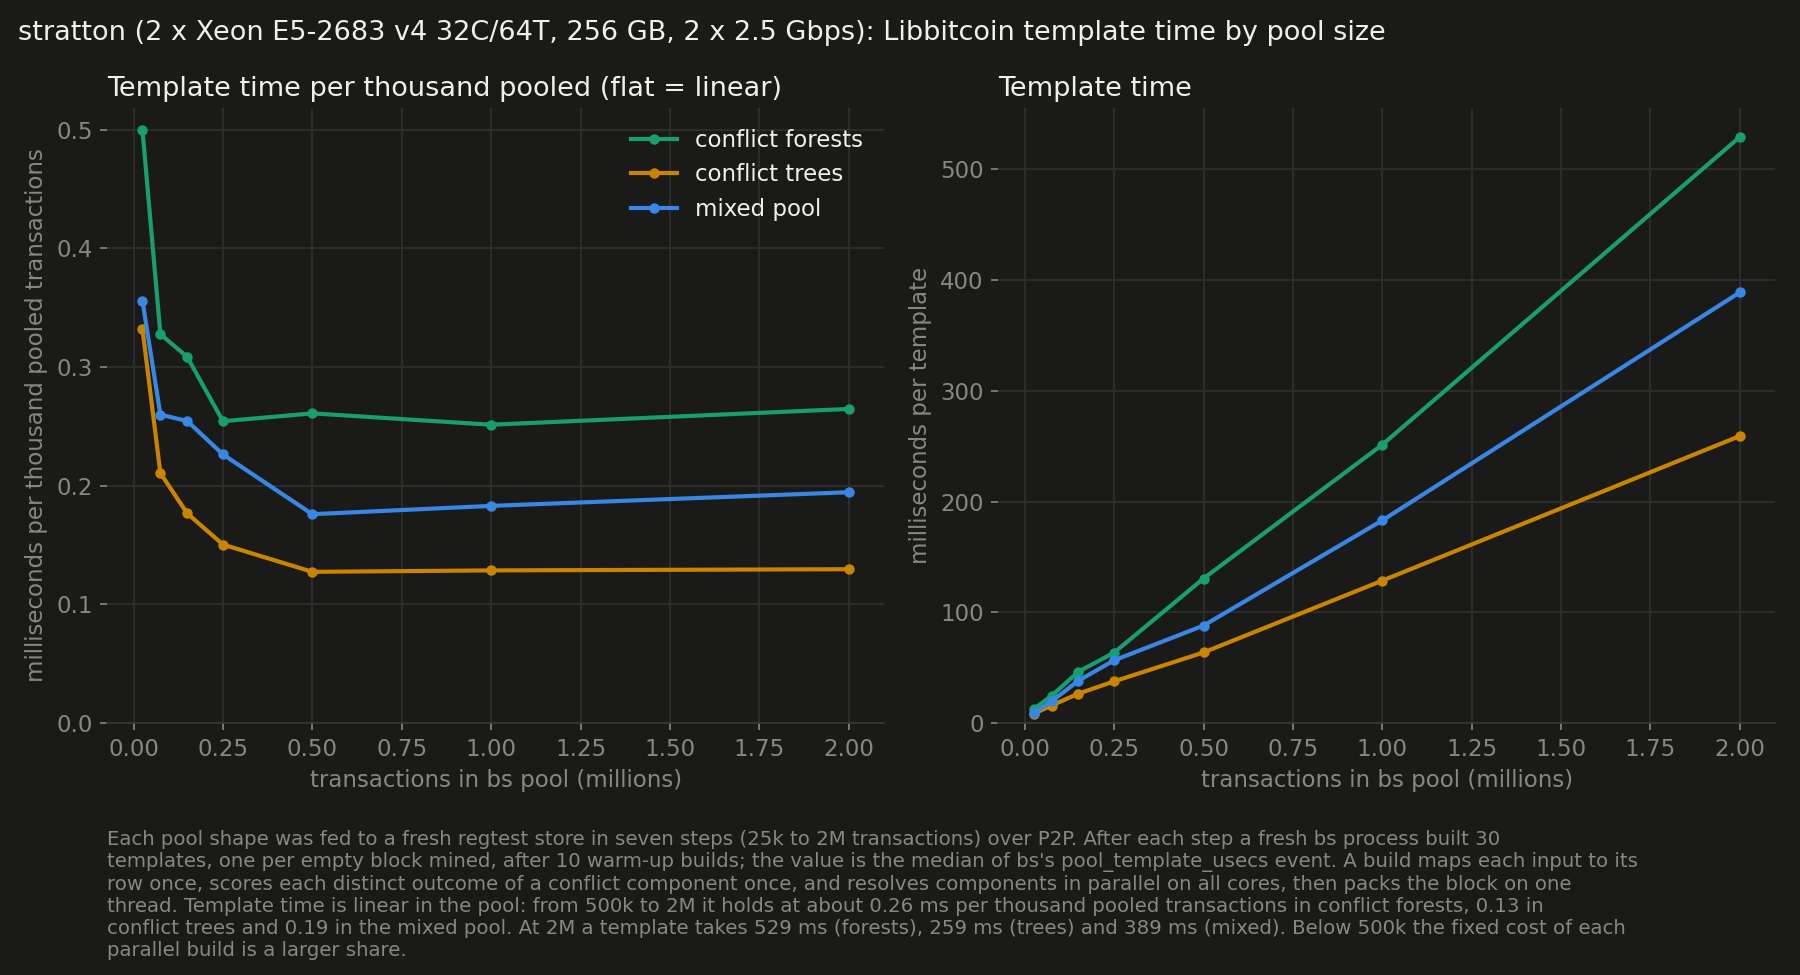 stratton (2 x Xeon E5-2683 v4 32C/64T, 256 GB, 2 x 2.5 Gbps): Libbitcoin template time by pool size
Template time per thousand pooled (flat = linear)
milliseconds per thousand pooled transactions
0.5
0.4
0.3
0.2
0.1
0.0
conflict forests
conflict trees
mixed pool
0.00 0.25 0.50 0.75 1.00 1.25 1.50 1.75 2.00
transactions in bs pool (millions)
Template time
milliseconds per template
500
400
300
200
100
0
0.00 0.25 0.50 0.75 1.00 1.25 1.50 1.75 2.00
transactions in bs pool (millions)
Each pool shape was fed to a fresh regtest store in seven steps (25k to 2M transactions) over P2P. After each step a fresh bs process built 30
templates, one per empty block mined, after 10 warm-up builds; the value is the median of bs's pool_template_usecs event. A build maps each input to its
row once, scores each distinct outcome of a conflict component once, and resolves components in parallel on all cores, then packs the block on one
thread. Template time is linear in the pool: from 500k to 2M it holds at about 0.26 ms per thousand pooled transactions in conflict forests, 0.13 in
conflict trees and 0.19 in the mixed pool. At 2M a template takes 529 ms (forests), 259 ms (trees) and 389 ms (mixed). Below 500k the fixed cost of each
parallel build is a larger share.